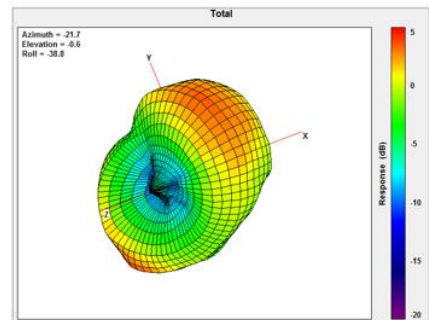 Total
Azimuth = -21.7
Elevation = -0.6
Roll = -38.8
Y
X
Z
5
0
-5
-10
-15
-20
Response (dB)